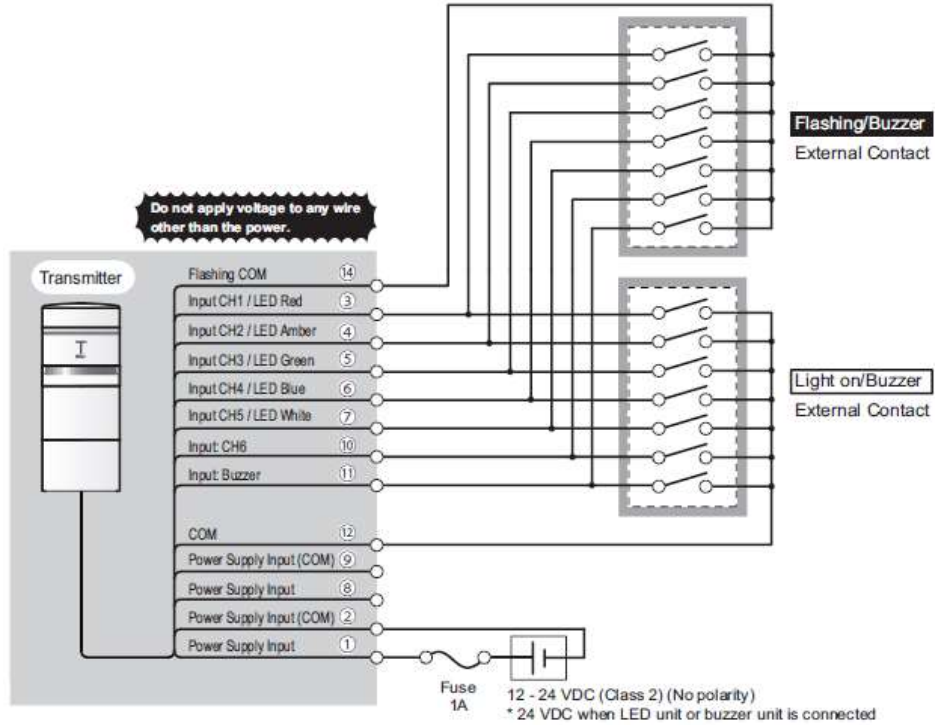 Flashing/Buzzer
External Contact
Do not apply voltage to any wire
other than the power.
Transmitter
Flashing COM ⑭
Input CH1 / LED Red ③
Input CH2 / LED Amber ④
Input CH3 / LED Green ⑤
Input CH4 / LED Blue ⑥
Input CH5 / LED White ⑦
Input: CH6 ⑩
Input: Buzzer ⑪
Light on/Buzzer
External Contact
COM ⑫
Power Supply Input (COM) ⑨
Power Supply Input ⑧
Power Supply Input (COM) ②
Power Supply Input ①
Fuse
1A
12 - 24 VDC (Class 2) (No polarity)
* 24 VDC when LED unit or buzzer unit is connected